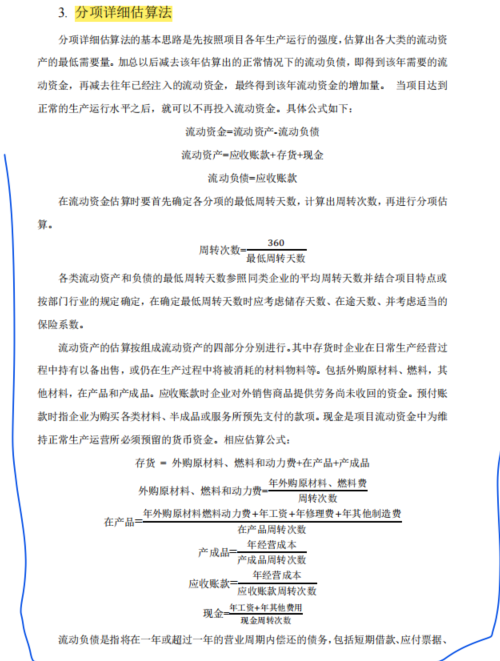 3. 分项详细估算法
分项详细估算法的基本思路是先按照项目各年生产运行的强度，估算出各大类的流动资
产的最低需要量。加总以后减去该年估算出的正常情况下的流动负债，即得该年需要的流
动资金，再减去往年已经注入的流动资金，最终得到该年流动资金的增加量。 当项目达到
正常的生产运行水平之后，就可以不再投入流动资金。具体公式如下：
流动资金=流动资产-流动负债
流动资产=应收账款+存货+现金
流动负债=应收账款
在流动资金估算时要首先确定各分项的最低周转天数，计算出周转次数，再进行分项估
算。
周转次数=360/最低周转天数
各类流动资产和负债的最低周转天数参照同类企业的平均周转天数并结合项目特点或
按部门行业的规定确定，在确定最低周转天数时应考虑储存天数、在途天数、并考虑适当的
保险系数。
流动资产的估算按组成流动资产的四部分分别进行。其中存货时企业在日常生产经营过
程中持有以备出售，或仍在生产过程中将被消耗的材料物料等。包括外购原材料、燃料，其
他材料，在产品和产成品。应收账款时企业对外销售商品提供劳务尚未收回的资金。预付账
款时指企业为购买各类材料、半成品或服务所预先支付的款项。现金是项目流动资金中为维
持正常生产运营所必须预留的货币资金。相应估算公式：
存货 = 外购原材料、燃料和动力费+在产品+产成品
外购原材料、燃料和动力费=年外购原材料、燃料费/周转次数
在产品=年外购原材料燃料动力费+年工资+年修理费+年其他制造费/在产品周转次数
产成品=年经营成本/产成品周转次数
应收账款=年经营成本/应收账款周转次数
现金=年工资+年其他费用/现金周转次数
流动负债是指将在一年或超过一年的营业周期内偿还的债务，包括短期借款、应付票据、